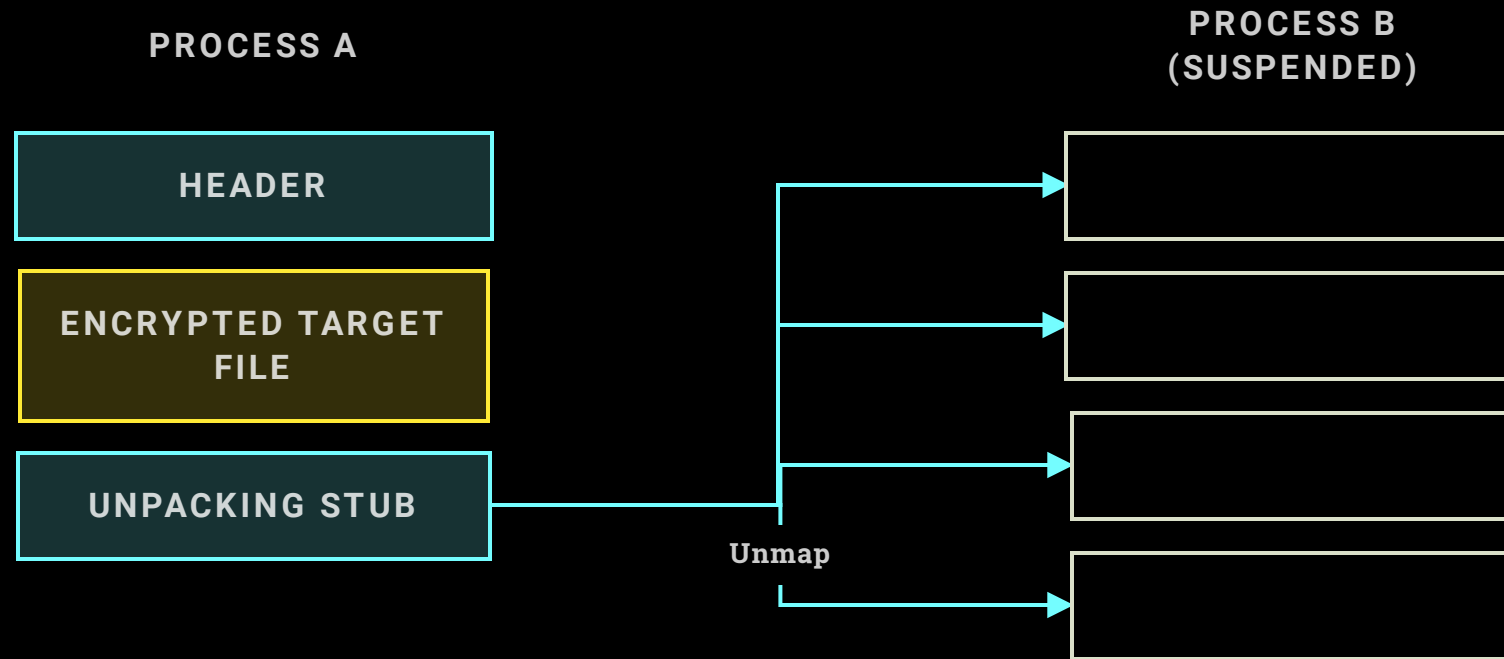 PROCESS A
PROCESS B
(SUSPENDED)
HEADER
ENCRYPTED TARGET
FILE
UNPACKING STUB
Unmap